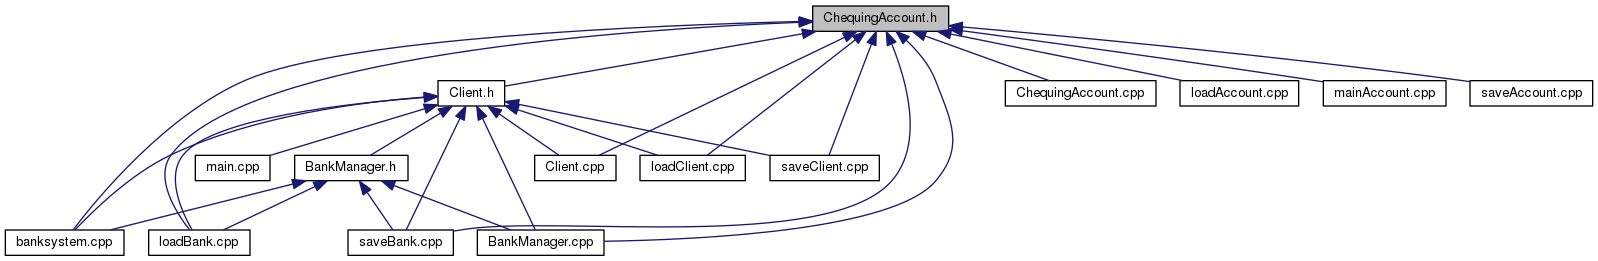 ChequingAccount.h
Client.h
ChequingAccount.cpp
loadAccount.cpp
mainAccount.cpp
saveAccount.cpp
main.cpp
BankManager.h
Client.cpp
loadClient.cpp
saveClient.cpp
banksystem.cpp
loadBank.cpp
saveBank.cpp
BankManager.cpp